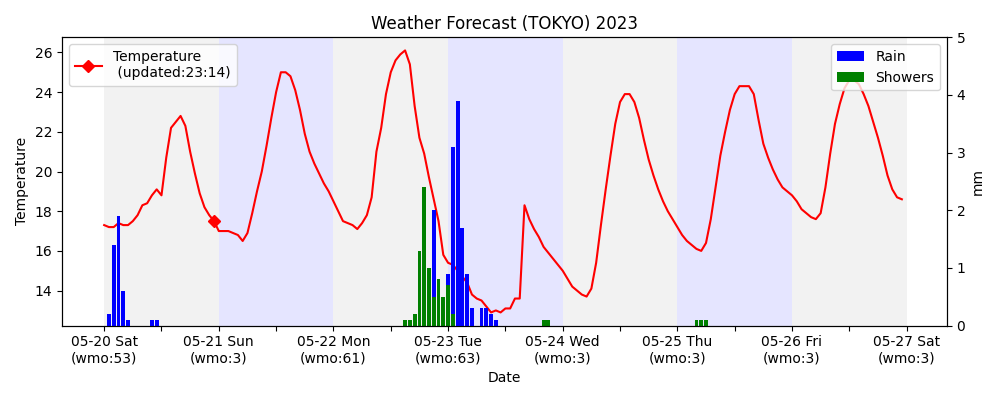 Weather Forecast (TOKYO) 2023
Temperature
(updated:23:14)
Rain
Showers
26
24
22
20
18
16
14
Temperature
5
4
3
2
1
0
mm
05-20 Sat
(wmo:53)
05-21 Sun
(wmo:3)
05-22 Mon
(wmo:61)
05-23 Tue
(wmo:63)
05-24 Wed
(wmo:3)
05-25 Thu
(wmo:3)
05-26 Fri
(wmo:3)
05-27 Sat
(wmo:3)
Date